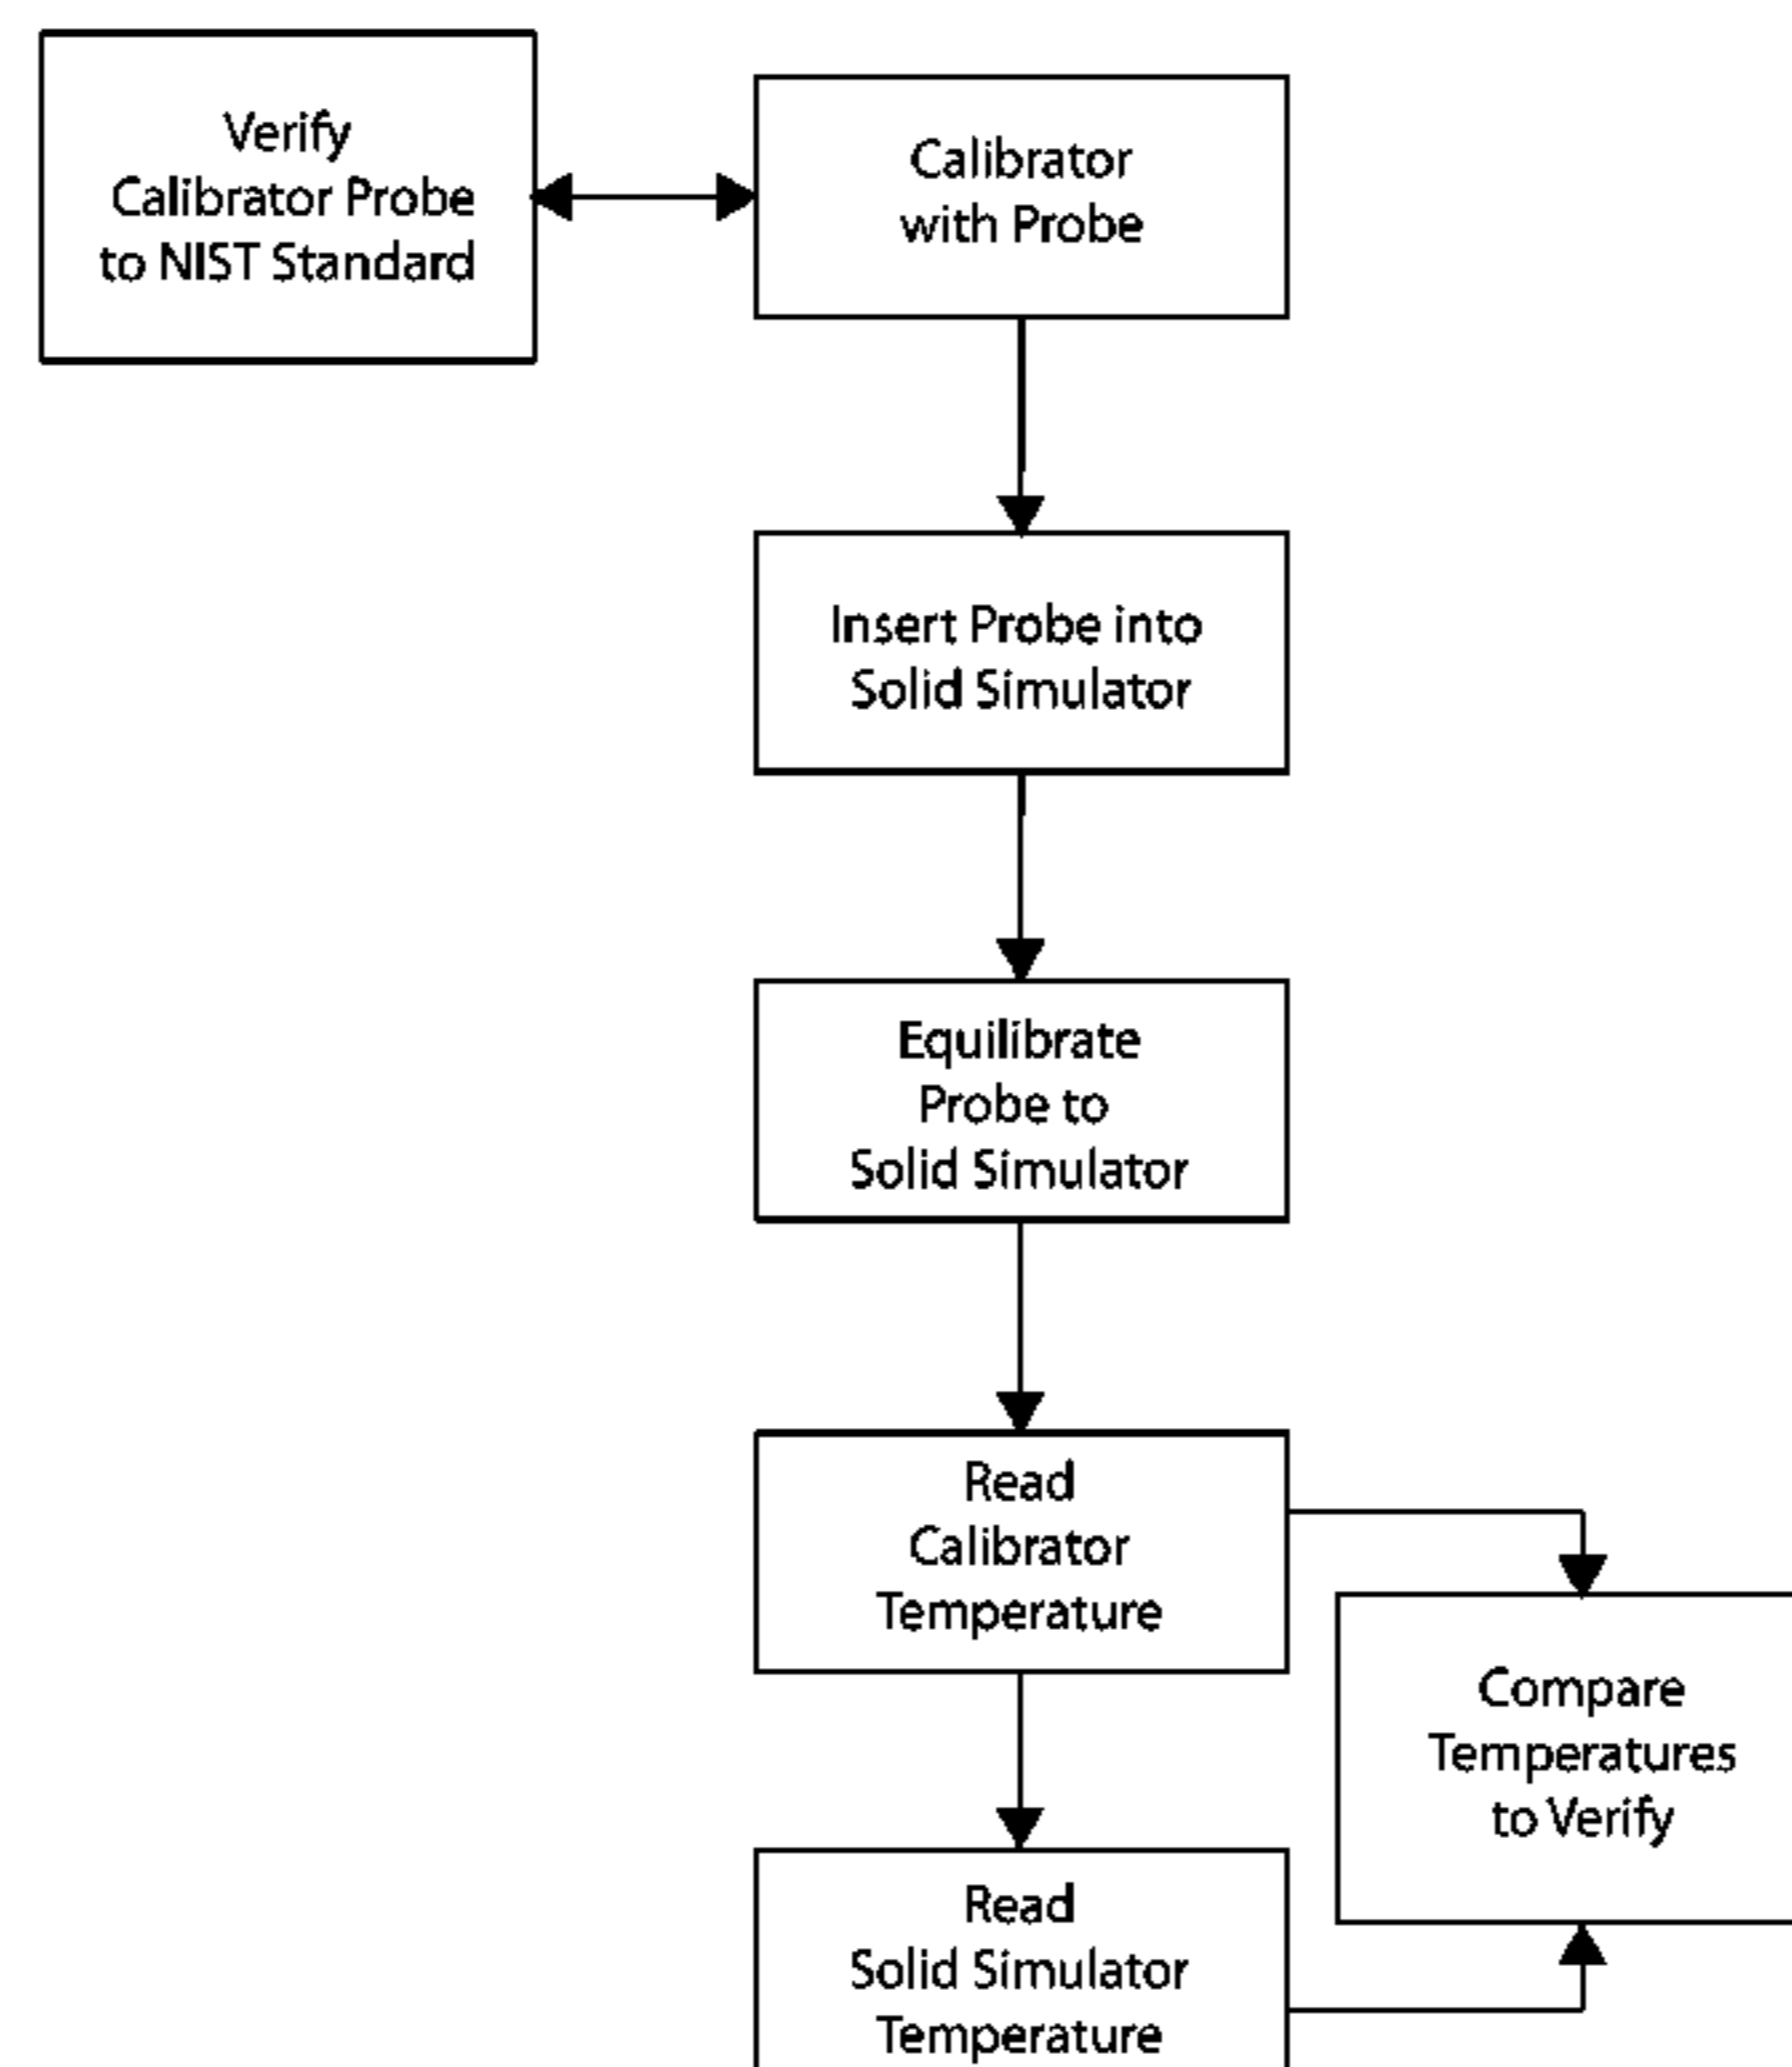 Verify
Calibrator Probe
to NIST Standard
Calibrator
with Probe
Insert Probe into
Solid Simulator
Equilibrate
Probe to
Solid Simulator
Read
Calibrator
Temperature
Compare
Temperatures
to Verify
Read
Solid Simulator
Temperature